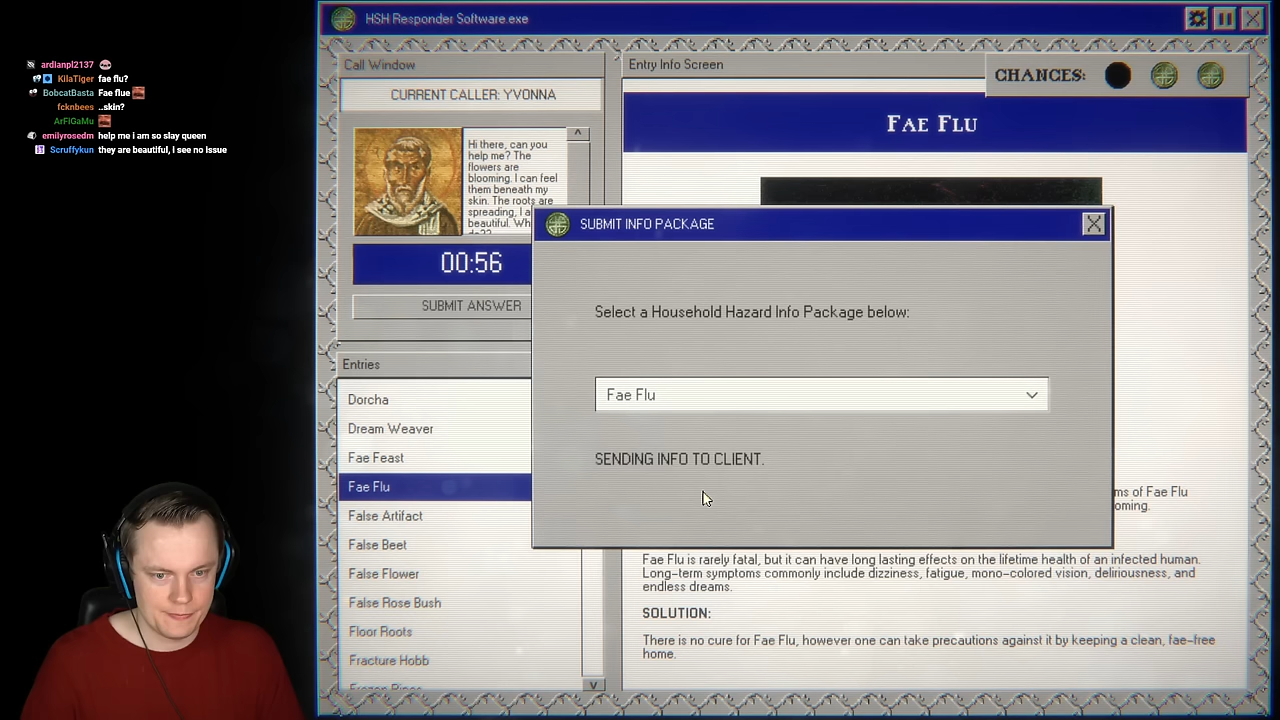 ardianpl2137
KilaTiger fae flu?
BobcatBasta Fae flue
fcknbees ..skin?
ArFiGaMu
emilyrosedm help me i am so slay queen
Scruffykun they are beautiful, I see no Issue
HSH Responder Software.exe
Call Window
CURRENT CALLER: YVONNA
Hi there, can you
help me? The
flowers are
blooming. I can feel
them beneath my
skin. The roots are
spreading, I a
beautiful. Wh
00:56
SUBMIT ANSWER
Entries
Dorcha
Dream Weaver
Fae Feast
Fae Flu
False Artifact
False Beet
False Flower
False Rose Bush
Floor Roots
Fracture Hobb
Entry Info Screen
CHANCES:
FAE FLU
SUBMIT INFO PACKAGE
Select a Household Hazard Info Package below:
Fae Flu
SENDING INFO TO CLIENT.
ms of Fae Flu
oming.
Fae Flu is rarely fatal, but it can have long lasting effects on the lifetime health of an infected human.
Long-term symptoms commonly include dizziness, fatigue, mono-colored vision, deliriousness, and
endless dreams.
SOLUTION:
There is no cure for Fae Flu, however one can take precautions against it by keeping a clean, fae-free
home.